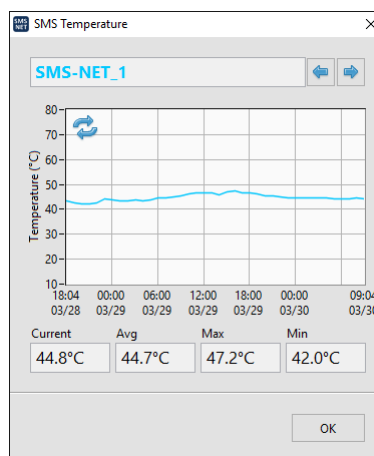 SMS
NET
SMS Temperature
SMS-NET_1
Temperature (°C)
80
70
60
50
40
30
20
10
18:04 00:00 06:00 12:00 18:00 00:00 09:04
03/28 03/29 03/29 03/29 03/29 03/30 03/30
Current Avg Max Min
44.8°C 44.7°C 47.2°C 42.0°C
OK